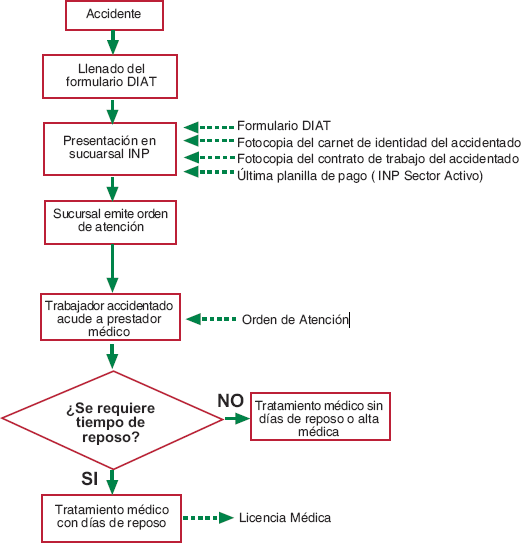 Accidente
Llenado del
formulario DIAT
Presentación en
sucuarsal INP
Formulario DIAT
Fotocopia del carnet de identidad del accidentado
Fotocopia del contrato de trabajo del accidentado
Última planilla de pago ( INP Sector Activo)
Sucursal emite orden
de atención
Trabajador accidentado
acude a prestador
médico
Orden de Atención
¿Se requiere
tiempo de
reposo?
NO
Tratamiento médico sin
días de reposo o alta
médica
SI
Tratamiento médico
con días de reposo
Licencia Médica